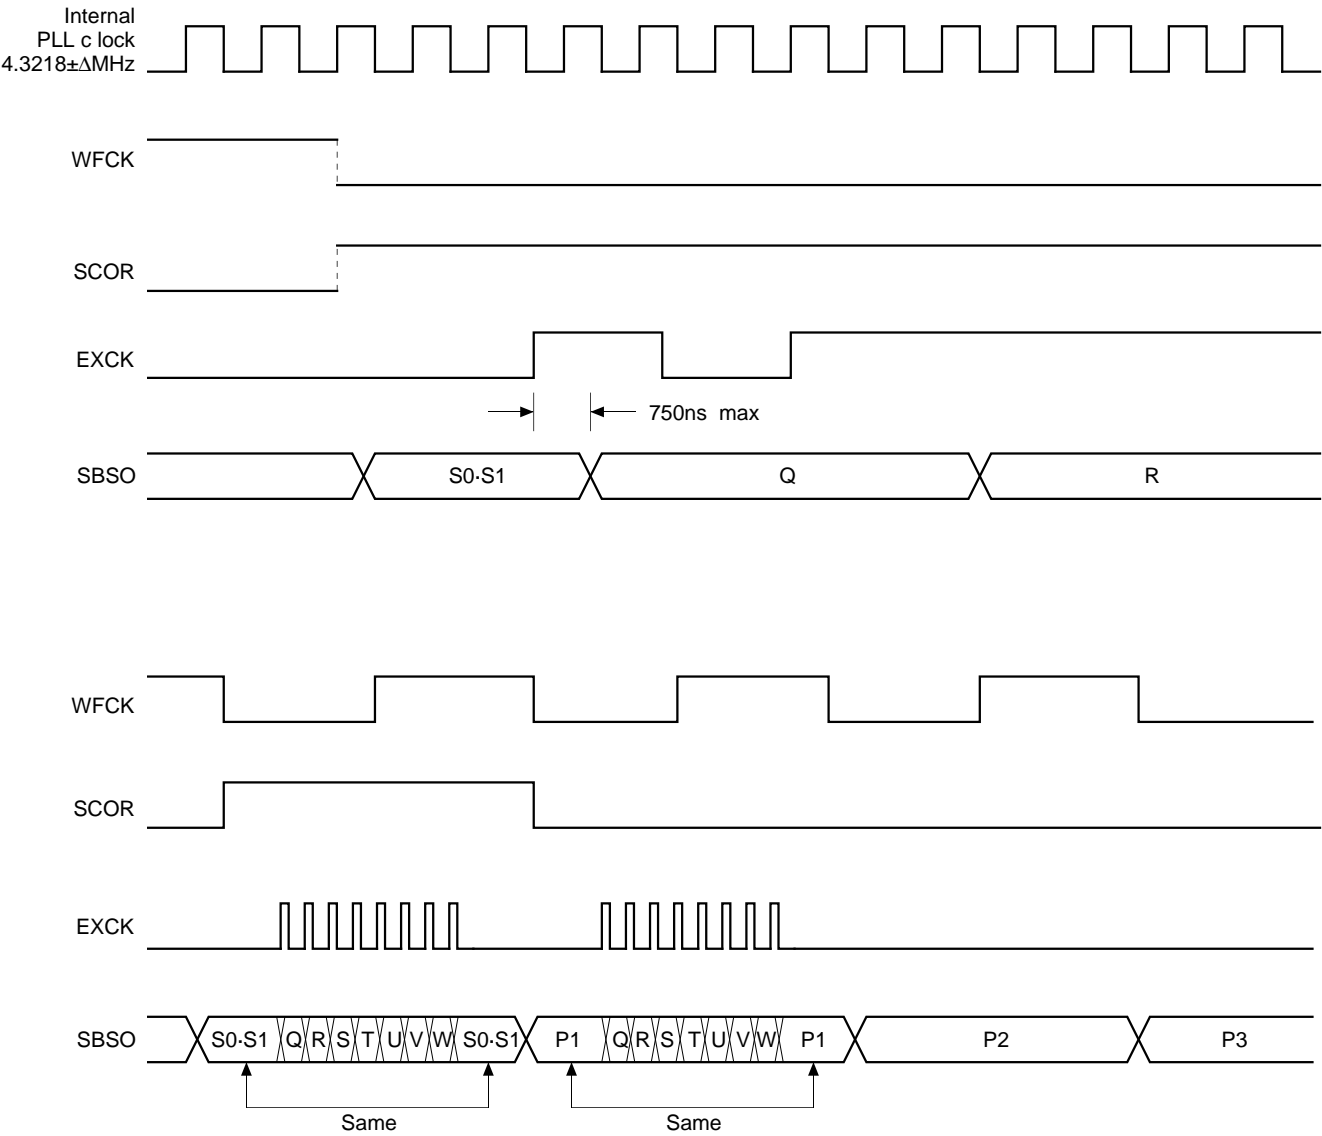 Internal
PLL c lock
4.3218±ΔMHz
WFCK
SCOR
EXCK
750ns max
SBSO
S0·S1
Q
R
WFCK
SCOR
EXCK
SBSO
S0·S1 Q R S T U V W S0·S1 P1 Q R S T U V W P1 P2 P3
Same
Same